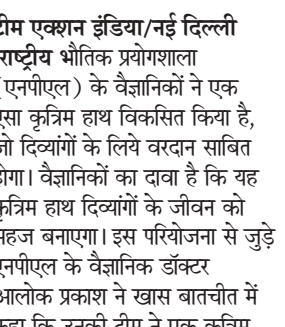 टीम एक्शन इंडिया/नई दिल्ली
राष्ट्रीय भौतिक प्रयोगशाला
(एनपीएल) के वैज्ञानिकों ने एक
ऐसा कृत्रिम हाथ विकसित किया है,
जो दिव्यांगों के लिये वरदान साबित
होगा। वैज्ञानिकों का दावा है कि यह
कृत्रिम हाथ दिव्यांगों के जीवन को
सहज बनाएगा। इस परियोजना से जुड़े
एनपीएल के वैज्ञानिक डॉक्टर
आलोक प्रकाश ने खास बातचीत में
कहा कि उनकी टीम ने एक कृत्रिम